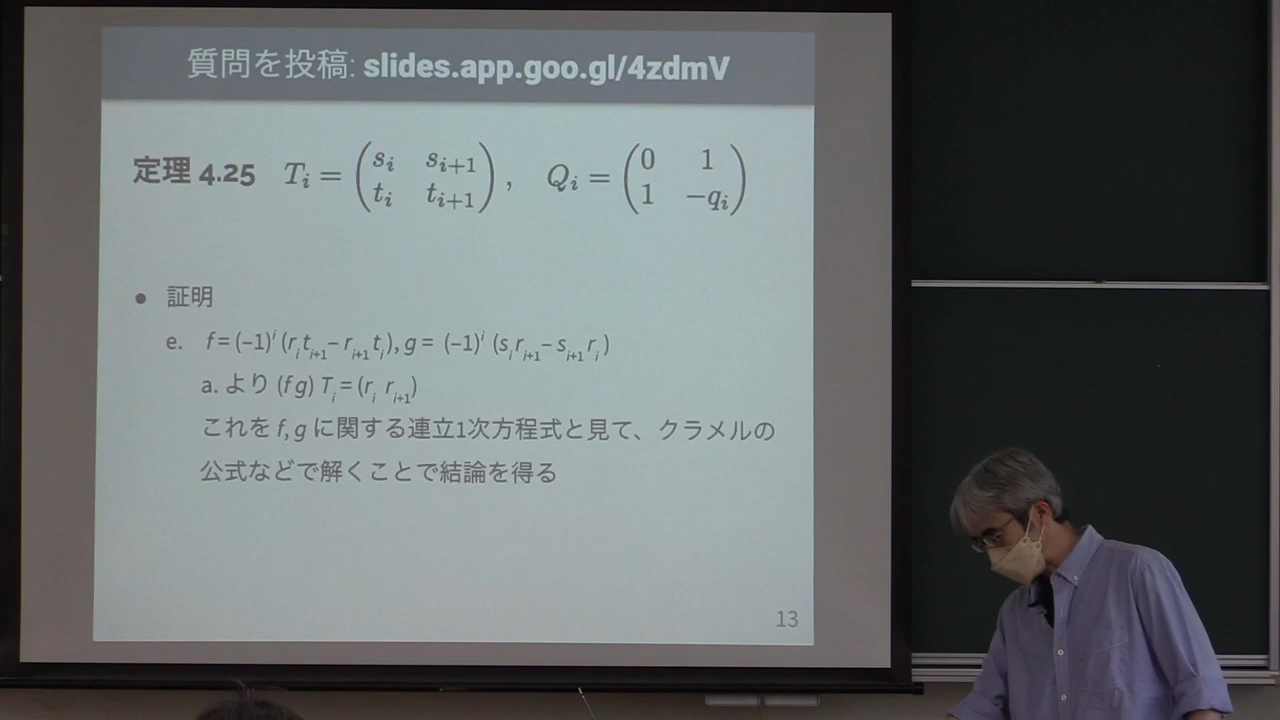 質問を投稿: slides.app.goo.gl/4zdmV
定理 4.25 T_i = \begin{pmatrix} s_i & s_{i+1} \\ t_i & t_{i+1} \end{pmatrix}, Q_i = \begin{pmatrix} 0 & 1 \\ 1 & -q_i \end{pmatrix}
● 証明
e. f = (−1)^i (r_i t_{i+1} − r_{i+1} t_i), g = (−1)^i (s_i r_{i+1} − s_{i+1} r_i)
a. より (f g) T_i = (r_i r_{i+1})
これを f, g に関する連立1次方程式と見て、クラメルの
公式などで解くことで結論を得る
13